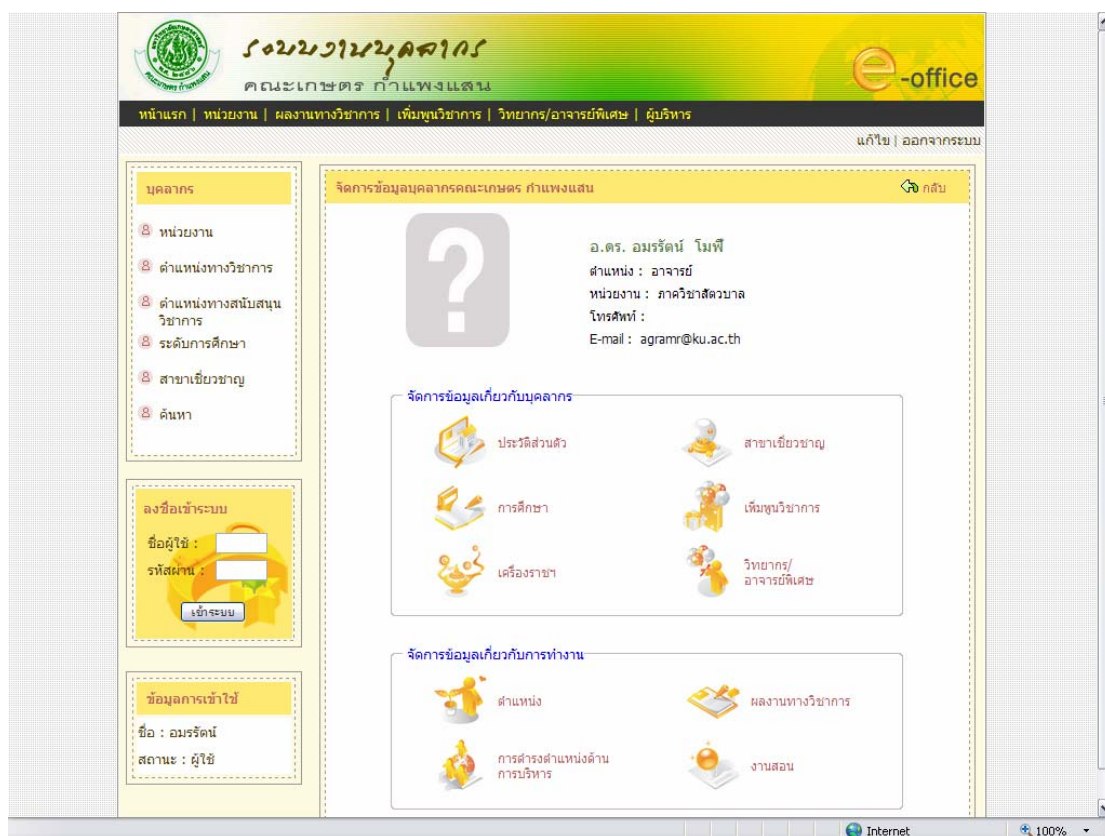 ระบบงานบุคลากร
คณะเกษตร กำแพงแสน
e-office
หน้าแรก | หน่วยงาน | ผลงานทางวิชาการ | เพิ่มพูนวิชาการ | วิทยากร/อาจารย์พิเศษ | ผู้บริหาร
แก้ไข | ออกจากระบบ
บุคลากร
หน่วยงาน
ตำแหน่งทางวิชาการ
ตำแหน่งทางสนับสนุน
วิชาการ
ระดับการศึกษา
สาขาเชี่ยวชาญ
ค้นหา
ลงชื่อเข้าระบบ
ชื่อผู้ใช้ :
รหัสผ่าน :
เข้าระบบ
ข้อมูลการเข้าใช้
ชื่อ : อมรรัตน์
สถานะ : ผู้ใช้
จัดการข้อมูลบุคลากรคณะเกษตร กำแพงแสน
กลับ
?
อ.ดร. อมรรัตน์ โมฬี
ตำแหน่ง : อาจารย์
หน่วยงาน : ภาควิชาสัตวบาล
โทรศัพท์ :
E-mail : agramr@ku.ac.th
จัดการข้อมูลเกี่ยวกับบุคลากร
ประวัติส่วนตัว
สาขาเชี่ยวชาญ
การศึกษา
เพิ่มพูนวิชาการ
เครื่องราชฯ
วิทยากร/
อาจารย์พิเศษ
จัดการข้อมูลเกี่ยวกับการทำงาน
ตำแหน่ง
ผลงานทางวิชาการ
การดำรงตำแหน่งด้าน
การบริหาร
งานสอน
Internet
100%